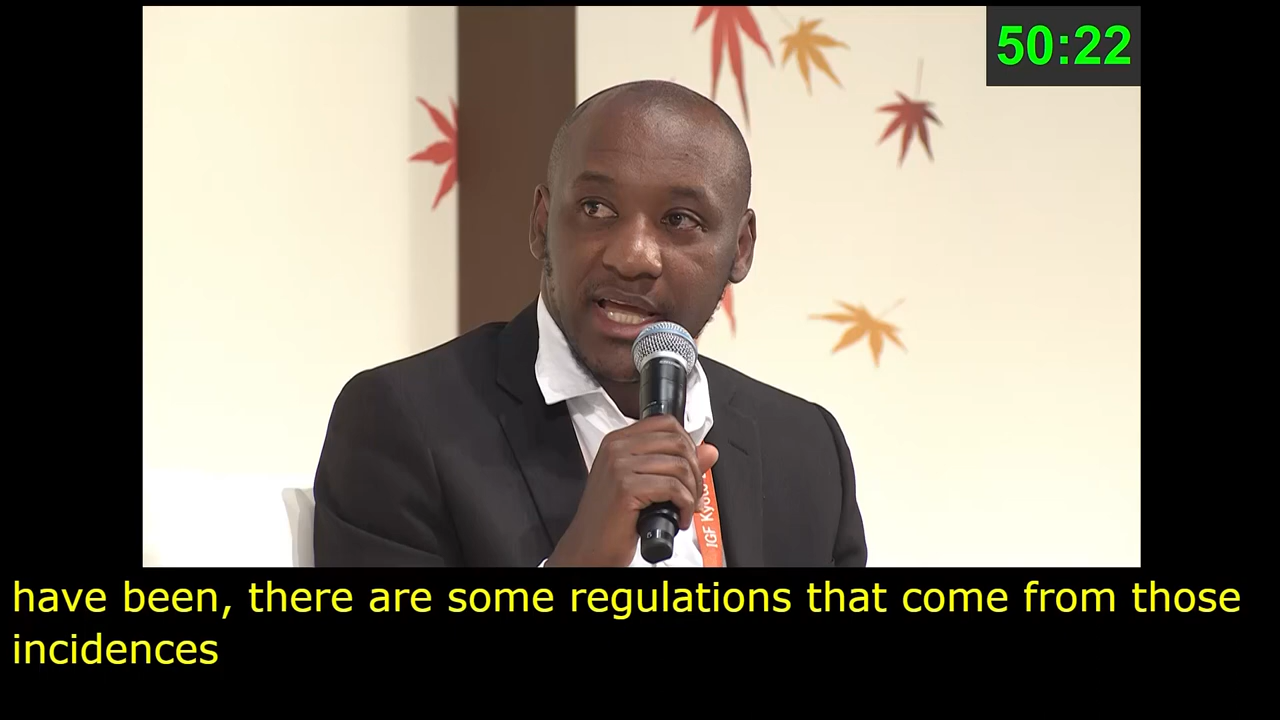 50:22
IGF Kyoto
have been, there are some regulations that come from those
incidences